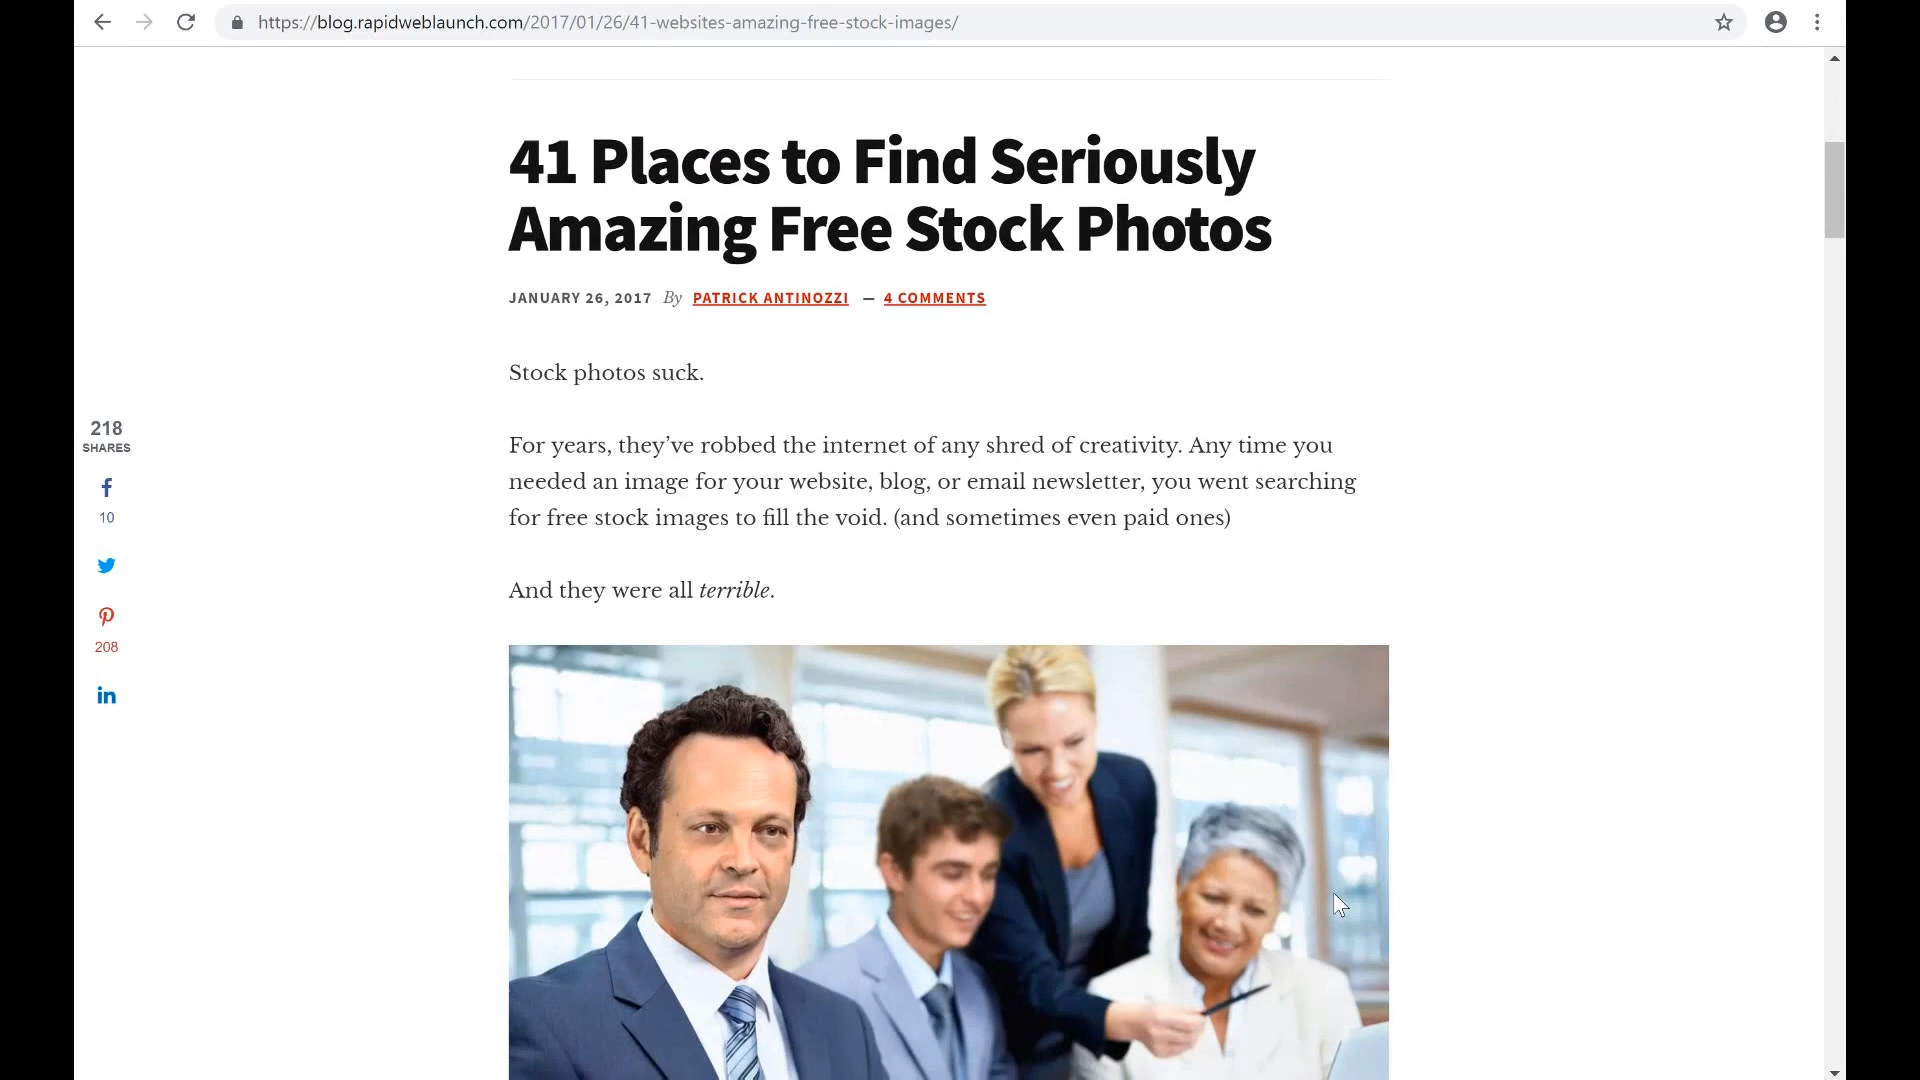 https://blog.rapidweblaunch.com/2017/01/26/41-websites-amazing-free-stock-images/
41 Places to Find Seriously
Amazing Free Stock Photos
JANUARY 26, 2017 By PATRICK ANTINOZZI — 4 COMMENTS
Stock photos suck.
For years, they’ve robbed the internet of any shred of creativity. Any time you
needed an image for your website, blog, or email newsletter, you went searching
for free stock images to fill the void. (and sometimes even paid ones)
And they were all terrible.
218
SHARES
10
208